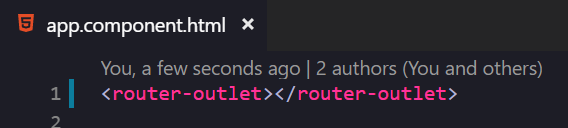 app.component.html ×
You, a few seconds ago | 2 authors (You and others)
1 <router-outlet></router-outlet>
2